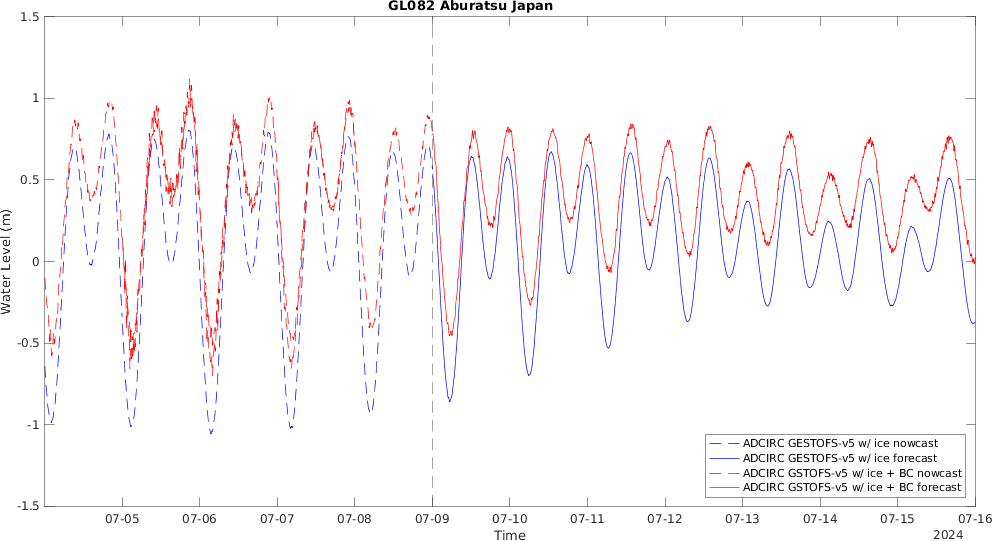 GL082 Aburatsu Japan
1.5
1
0.5
0
-0.5
-1
-1.5
Water Level (m)
07-05 07-06 07-07 07-08 07-09 07-10 07-11 07-12 07-13 07-14 07-15 07-16
Time
2024
ADCIRC GESTOFS-v5 w/ ice nowcast
ADCIRC GESTOFS-v5 w/ ice forecast
ADCIRC GSTOFS-v5 w/ ice + BC nowcast
ADCIRC GSTOFS-v5 w/ ice + BC forecast